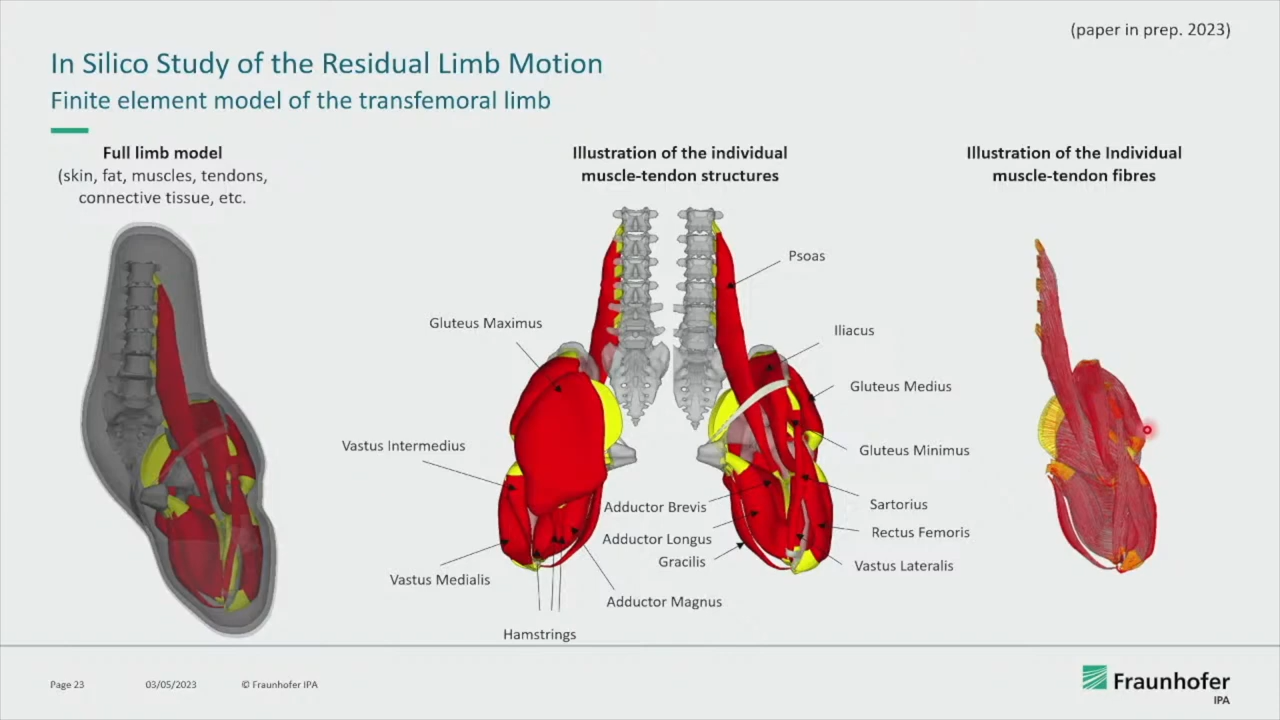 (paper in prep. 2023)
In Silico Study of the Residual Limb Motion
Finite element model of the transfemoral limb
Full limb model
(skin, fat, muscles, tendons,
connective tissue, etc.
Illustration of the individual
muscle-tendon structures
Illustration of the Individual
muscle-tendon fibres
Psoas
Gluteus Maximus
Iliacus
Gluteus Medius
Vastus Intermedius
Gluteus Minimus
Adductor Brevis
Sartorius
Rectus Femoris
Adductor Longus
Gracilis
Vastus Lateralis
Vastus Medialis
Adductor Magnus
Hamstrings
Page 23
03/05/2023
© Fraunhofer IPA
Fraunhofer
IPA